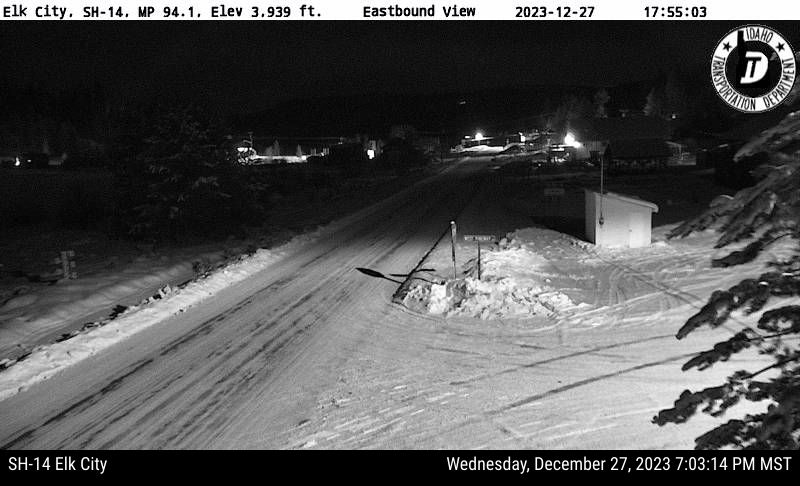 Elk City, SH-14, MP 94.1, Elev 3,939 ft. Eastbound View 2023-12-27 17:55:03
IDAHO
TRANSPORTATION DEPARTMENT
SH-14 Elk City Wednesday, December 27, 2023 7:03:14 PM MST